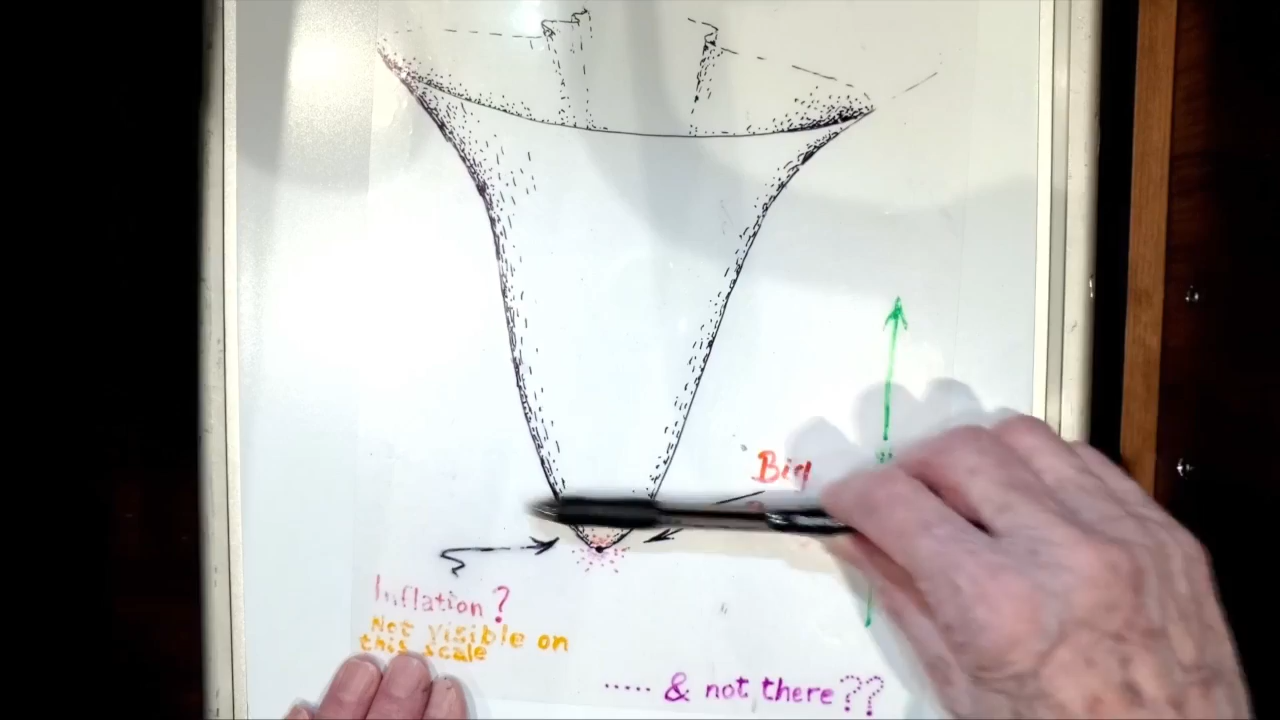 Big
Inflation?
Not visible on
this scale
..... & not there??